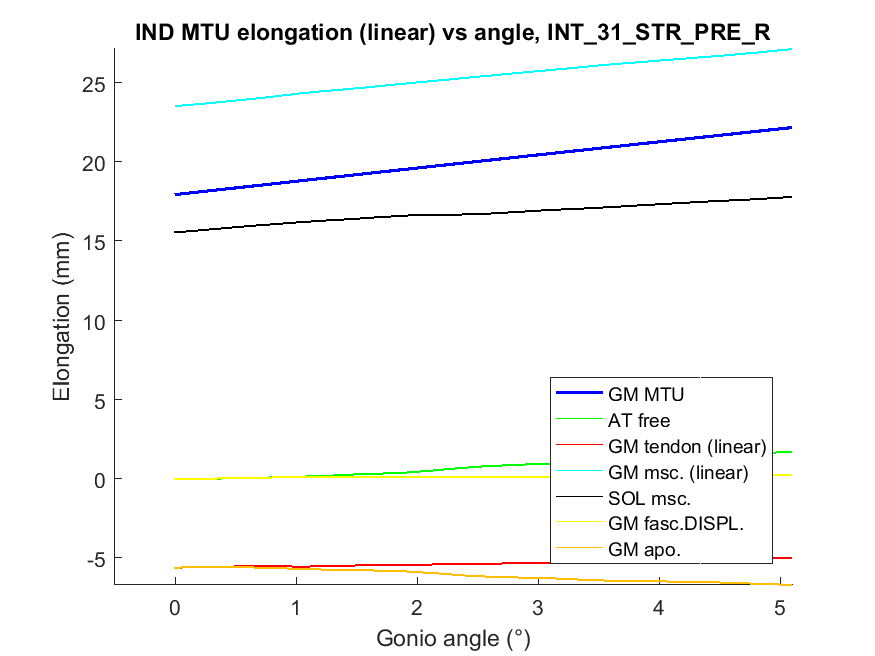 IND MTU elongation (linear) vs angle, INT_31_STR_PRE_R
Elongation (mm)
25
20
15
10
5
0
-5
GM MTU
AT free
GM tendon (linear)
GM msc. (linear)
SOL msc.
GM fasc.DISPL.
GM apo.
0 1 2 3 4 5
Gonio angle (°)